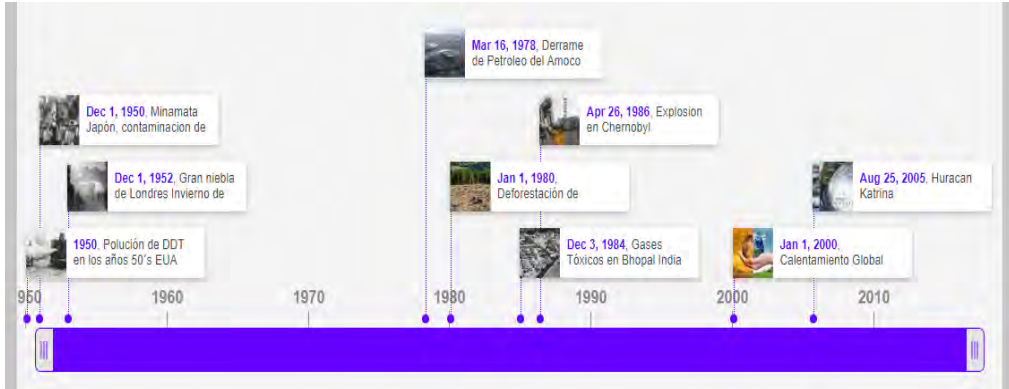 Mar 16, 1978, Derrame
de Petroleo del Amoco
Dec 1, 1950, Minamata
Japón, contaminacion de
Apr 26, 1986, Explosion
en Chernobyl
Dec 1, 1952, Gran niebla
de Londres Invierno de
Jan 1, 1980,
Deforestación de
Aug 25, 2005, Huracan
Katrina
1950, Polución de DDT
en los años 50´s EUA
Dec 3, 1984, Gases
Tóxicos en Bhopal India
Jan 1, 2000,
Calentamiento Global
950 1960 1970 1980 1990 2000 2010